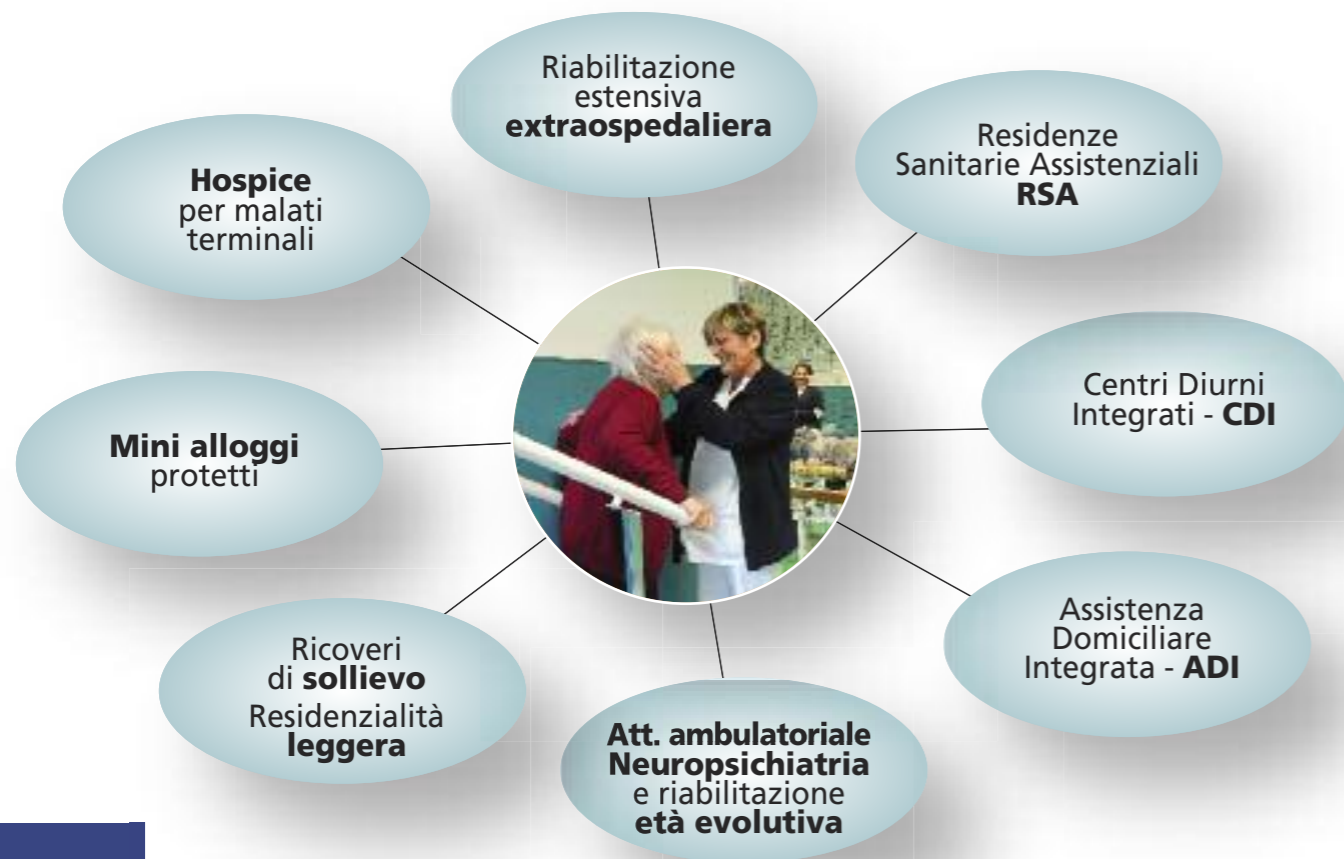 Riabilitazione
estensiva
extraospedaliera
Residenze
Sanitarie Assistenziali
RSA
Centri Diurni
Integrati - CDI
Assistenza
Domiciliare
Integrata - ADI
Att. ambulatoriale
Neuropsichiatria
e riabilitazione
età evolutiva
Ricoveri
di sollievo
Residenzialità
leggera
Mini alloggi
protetti
Hospice
per malati
terminali